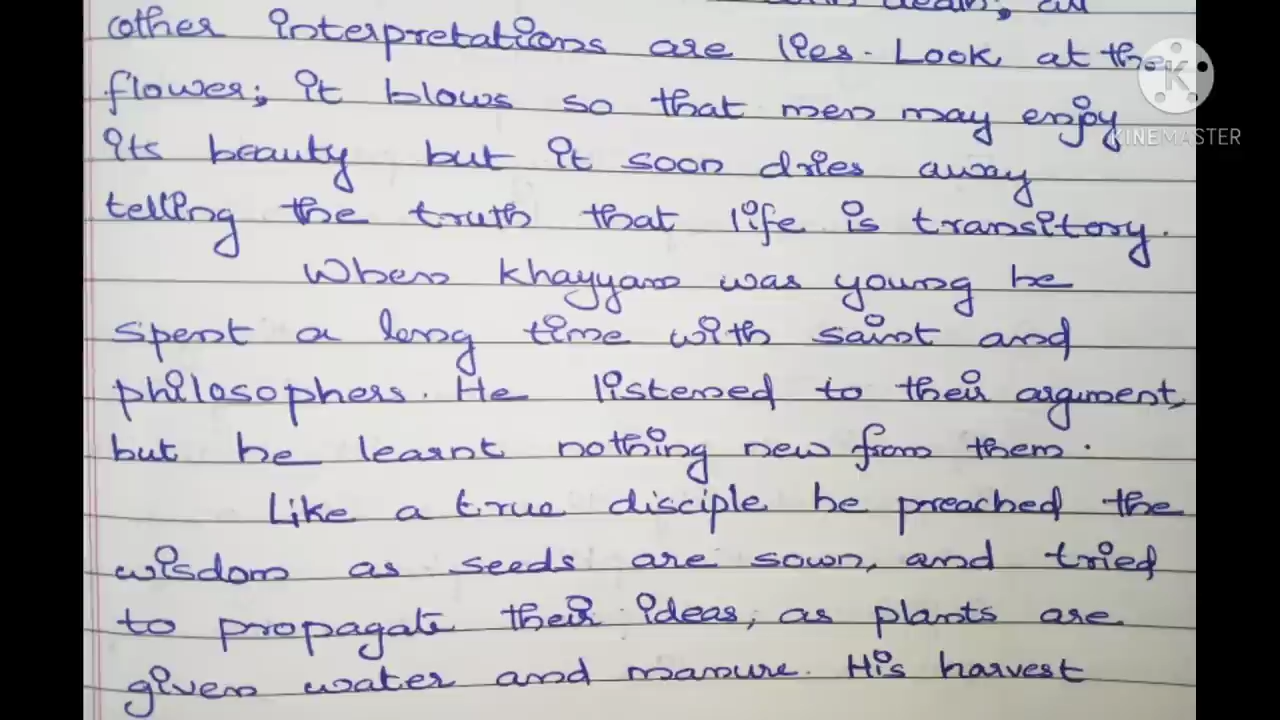 other interpretations are lies. Look at the
flower; it blows so that men may enjoy
its beauty but it soon dries away
telling the truth that life is transitory.
When Khayyam was young he
spent a long time with saint and
philosophers. He listened to their argument,
but he learnt nothing new from them.
Like a true disciple he preached the
wisdom as seeds are sown, and tried
to propagate their ideas, as plants are
given water and manure. His harvest
K
KINEMASTER